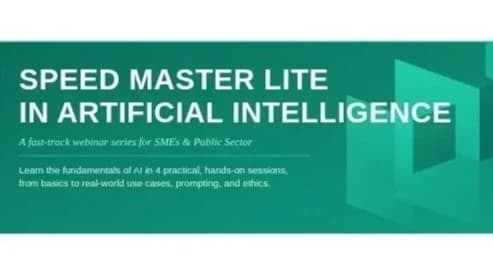 SPEED MASTER LITE
IN ARTIFICIAL INTELLIGENCE
A fast-track webinar series for SMEs & Public Sector
Learn the fundamentals of AI in 4 practical, hands-on sessions,
from basics to real-world use cases, prompting, and ethics.